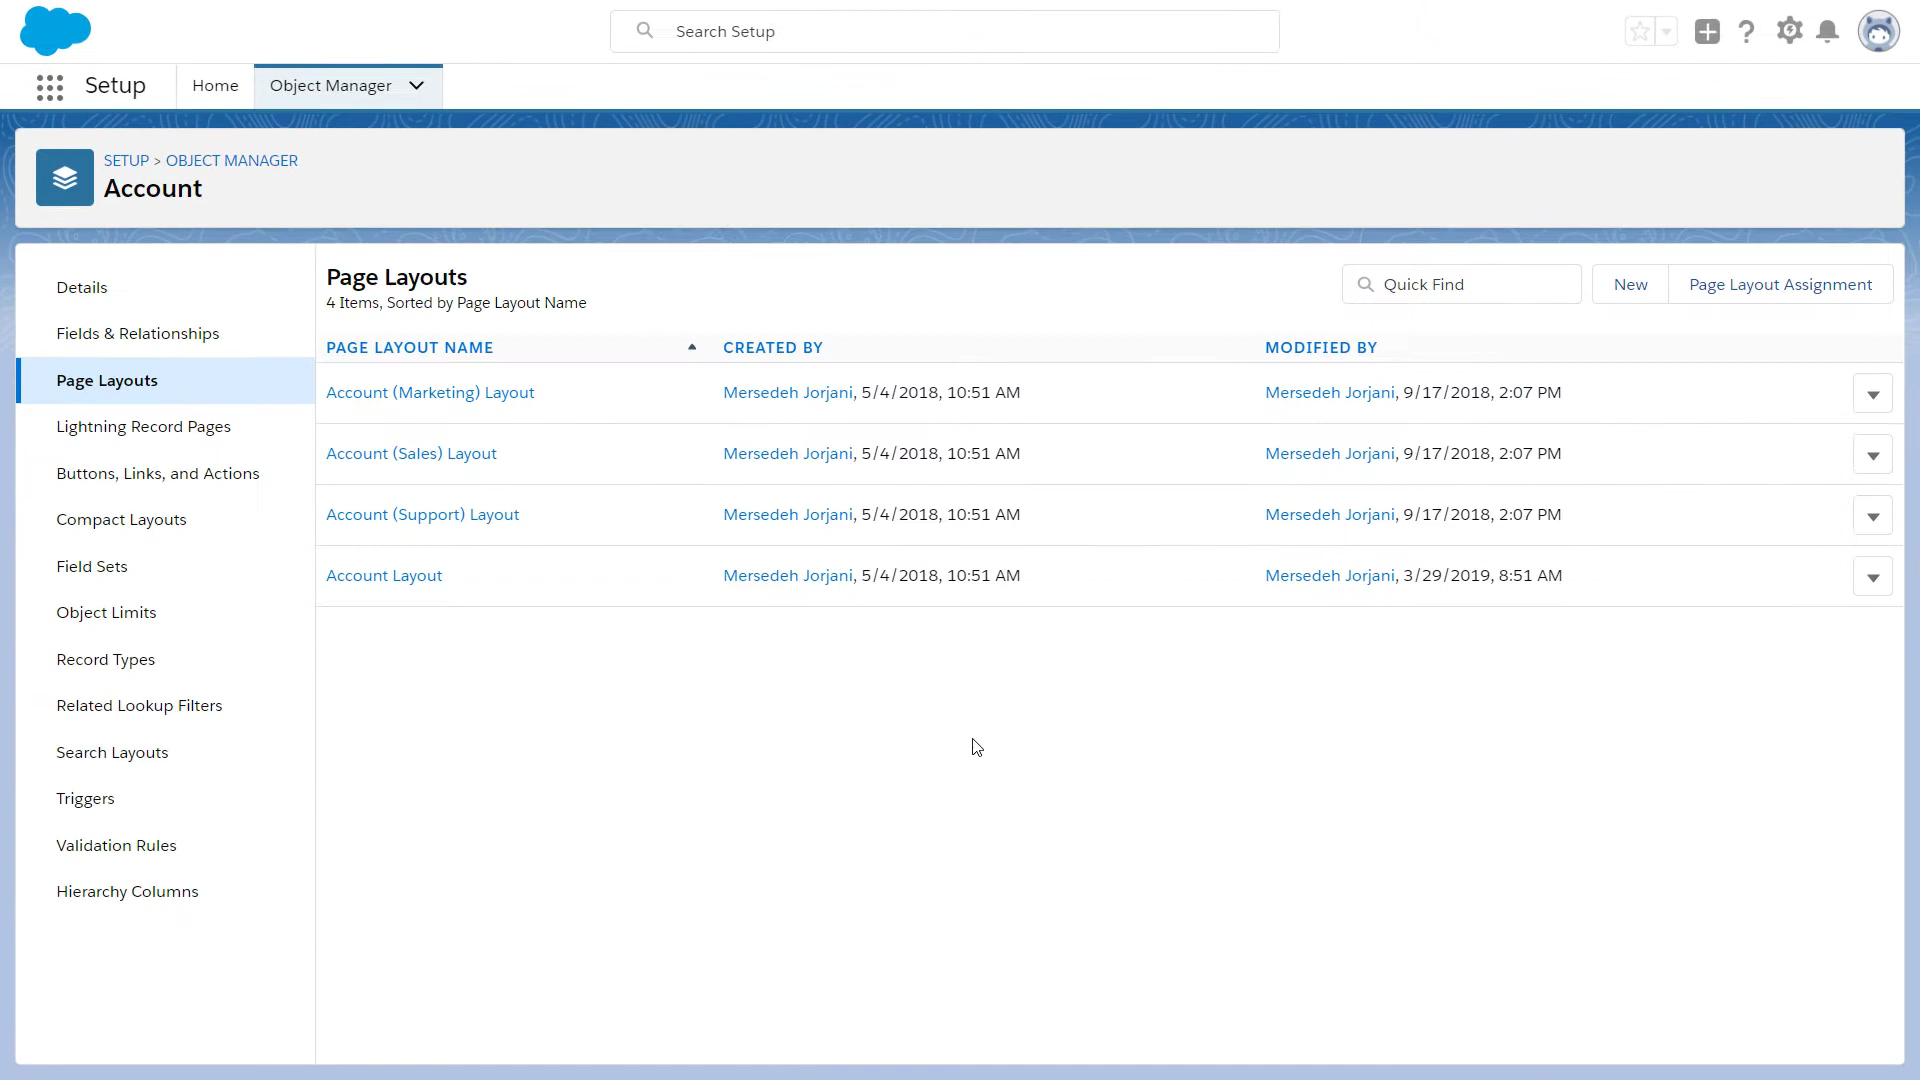 Search Setup
Setup
Home
Object Manager
SETUP > OBJECT MANAGER
Account
Details
Fields & Relationships
Page Layouts
Lightning Record Pages
Buttons, Links, and Actions
Compact Layouts
Field Sets
Object Limits
Record Types
Related Lookup Filters
Search Layouts
Triggers
Validation Rules
Hierarchy Columns
Page Layouts
4 Items, Sorted by Page Layout Name
Quick Find
New
Page Layout Assignment
PAGE LAYOUT NAME CREATED BY MODIFIED BY
Account (Marketing) Layout Mersedeh Jorjani, 5/4/2018, 10:51 AM Mersedeh Jorjani, 9/17/2018, 2:07 PM
Account (Sales) Layout Mersedeh Jorjani, 5/4/2018, 10:51 AM Mersedeh Jorjani, 9/17/2018, 2:07 PM
Account (Support) Layout Mersedeh Jorjani, 5/4/2018, 10:51 AM Mersedeh Jorjani, 9/17/2018, 2:07 PM
Account Layout Mersedeh Jorjani, 5/4/2018, 10:51 AM Mersedeh Jorjani, 3/29/2019, 8:51 AM